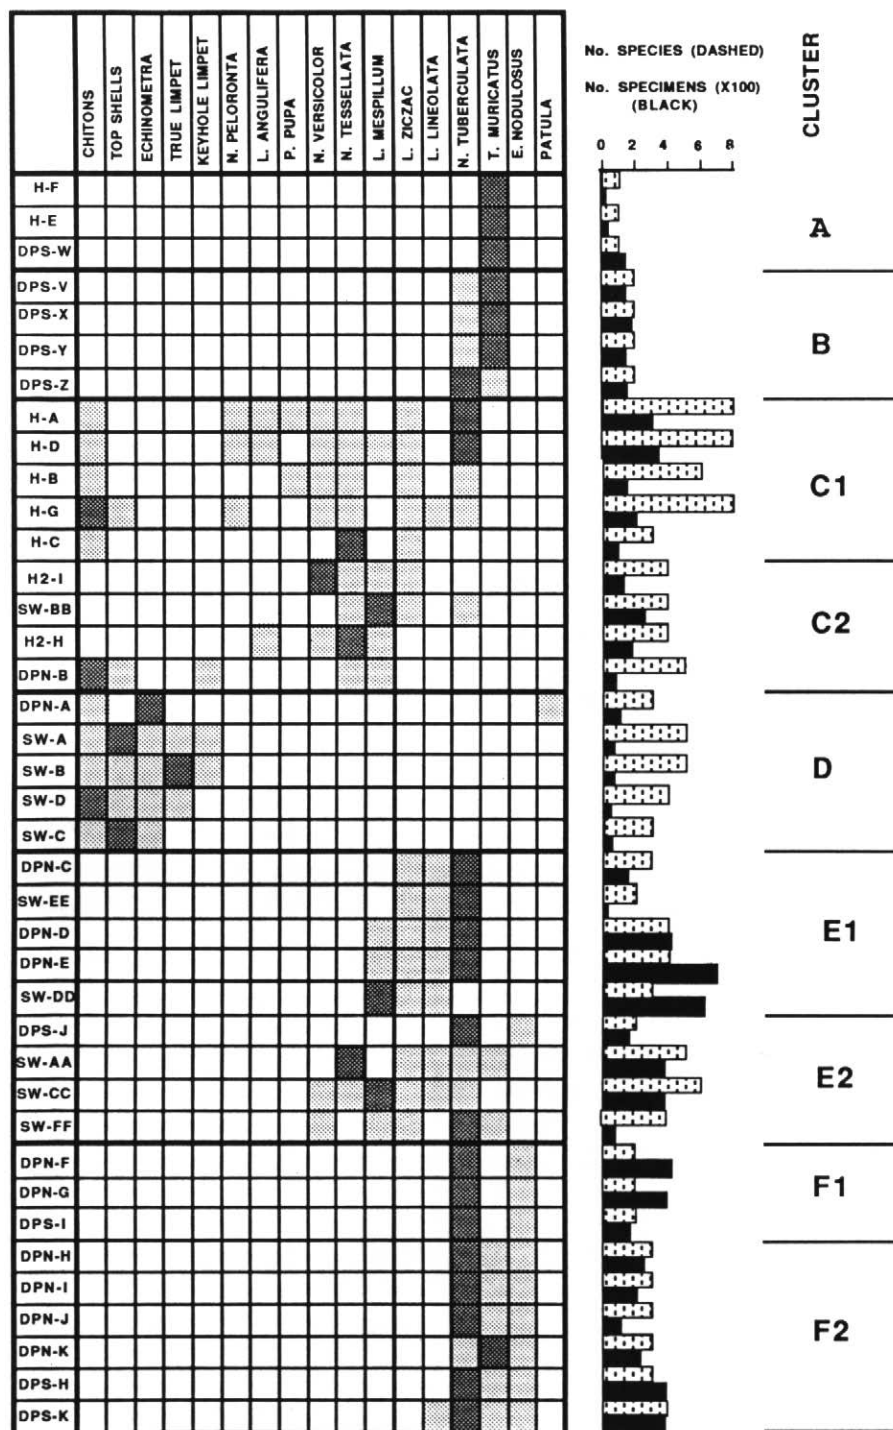 CHITONS
TOP SHELLS
ECHINOMETRA
TRUE LIMPET
KEYHOLE LIMPET
N. PELORONTA
L. ANGULIFERA
P. PUPA
N. VERSICOLOR
N. TESSELLATA
L. MESPILLUM
L. ZICZAC
L. LINEOLATA
N. TUBERCULATA
T. MURICATUS
E. NODULOSUS
PATULA
No. SPECIES (DASHED)
No. SPECIMENS (X100)
(BLACK)
CLUSTER
0 2 4 6 8
H-F
H-E
A
DPS-W
DPS-V
DPS-X
B
DPS-Y
DPS-Z
H-A
H-D
H-B
C1
H-G
H-C
H2-I
SW-BB
C2
H2-H
DPN-B
DPN-A
SW-A
SW-B
D
SW-D
SW-C
DPN-C
SW-EE
DPN-D
E1
DPN-E
SW-DD
DPS-J
SW-AA
E2
SW-CC
SW-FF
DPN-F
DPN-G
F1
DPS-I
DPN-H
DPN-I
DPN-J
F2
DPN-K
DPS-H
DPS-K